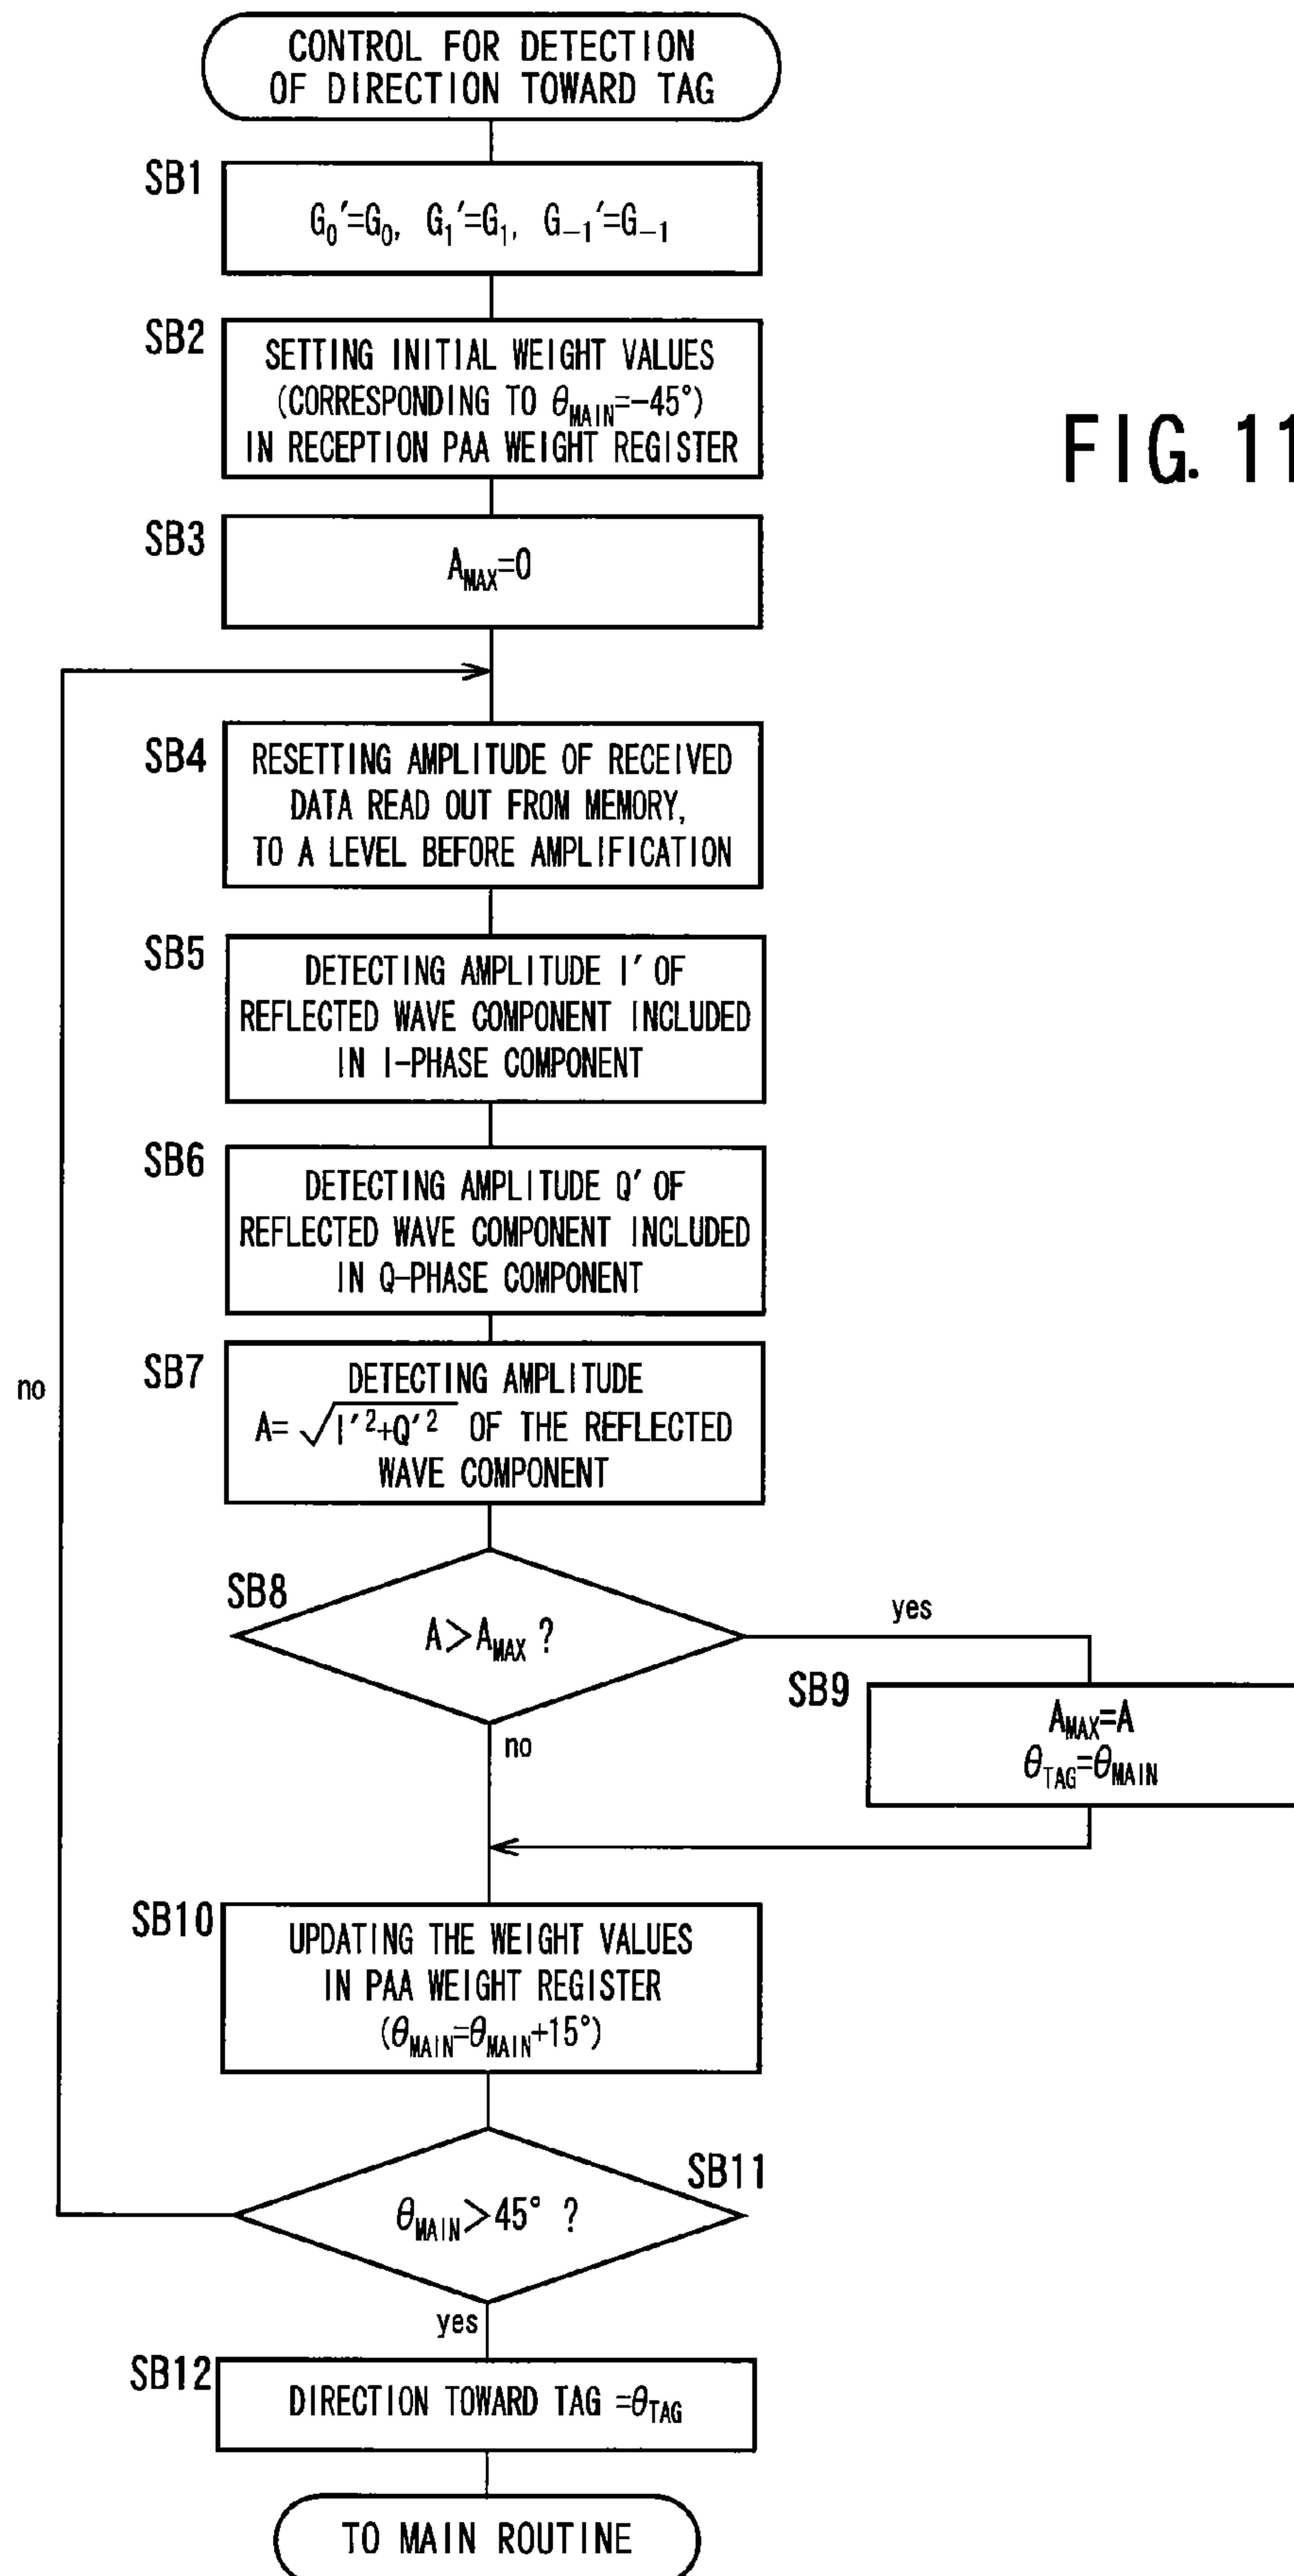 CONTROL FOR DETECTION
OF DIRECTION TOWARD TAG
SB1
G₀′=G₀, G₁′=G₁, G₋₁′=G₋₁
SB2
SETTING INITIAL WEIGHT VALUES
(CORRESPONDING TO θMAIN=-45°)
IN RECEPTION PAA WEIGHT REGISTER
FIG. 11
SB3
AMAX=0
SB4
RESETTING AMPLITUDE OF RECEIVED
DATA READ OUT FROM MEMORY,
TO A LEVEL BEFORE AMPLIFICATION
SB5
DETECTING AMPLITUDE I′ OF
REFLECTED WAVE COMPONENT INCLUDED
IN I-PHASE COMPONENT
SB6
DETECTING AMPLITUDE Q′ OF
REFLECTED WAVE COMPONENT INCLUDED
IN Q-PHASE COMPONENT
no
SB7
DETECTING AMPLITUDE
A=√I′²+Q′² OF THE REFLECTED
WAVE COMPONENT
SB8
A>AMAX ?
yes
no
SB9
AMAX=A
θTAG=θMAIN
SB10
UPDATING THE WEIGHT VALUES
IN PAA WEIGHT REGISTER
(θMAIN=θMAIN+15°)
SB11
θMAIN>45° ?
yes
SB12
DIRECTION TOWARD TAG =θTAG
TO MAIN ROUTINE